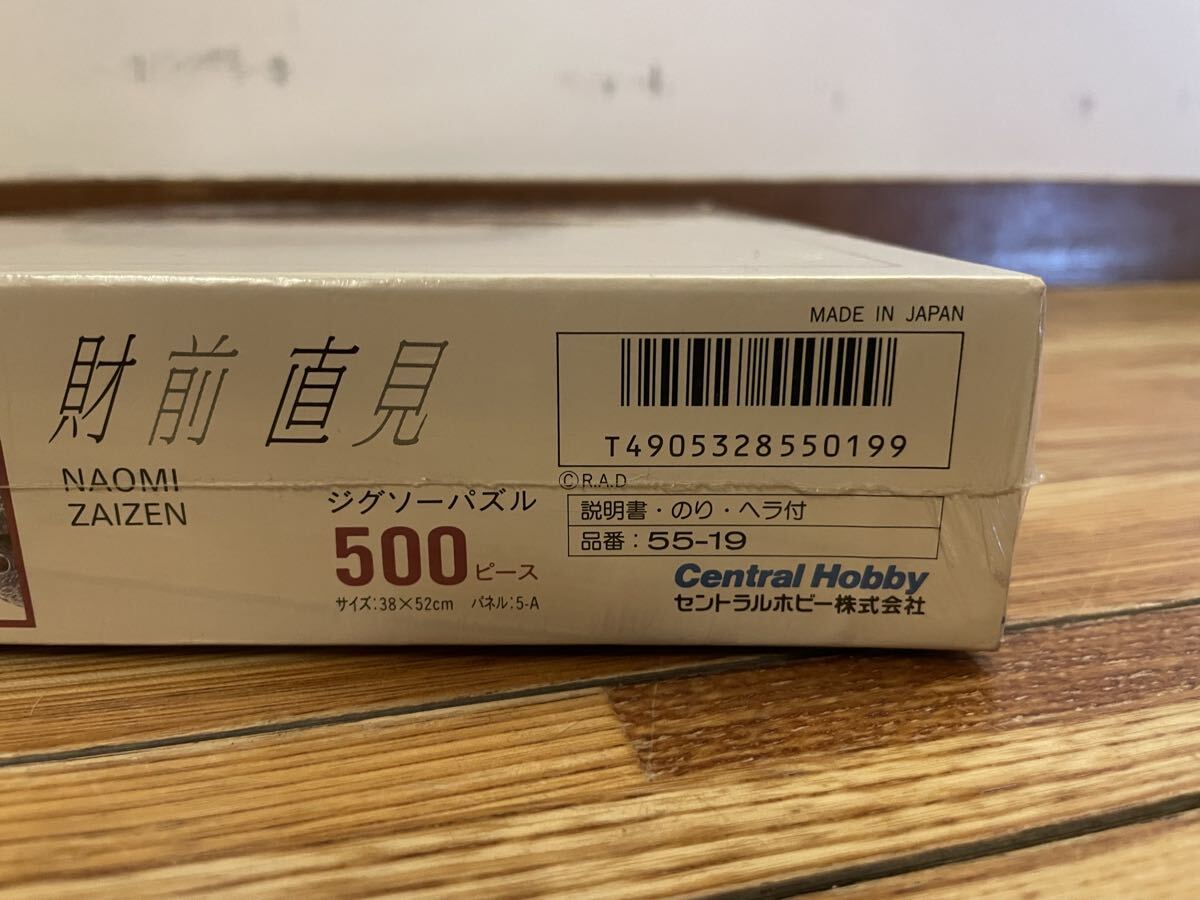 財前 直見
NAOMI
ZAIZEN
ジグソーパズル
500ピース
サイズ:38×52cm パネル:5-A
MADE IN JAPAN
T4905328550199
©R.A.D
説明書・のり・ヘラ付
品番:55-19
Central Hobby
セントラルホビー株式会社